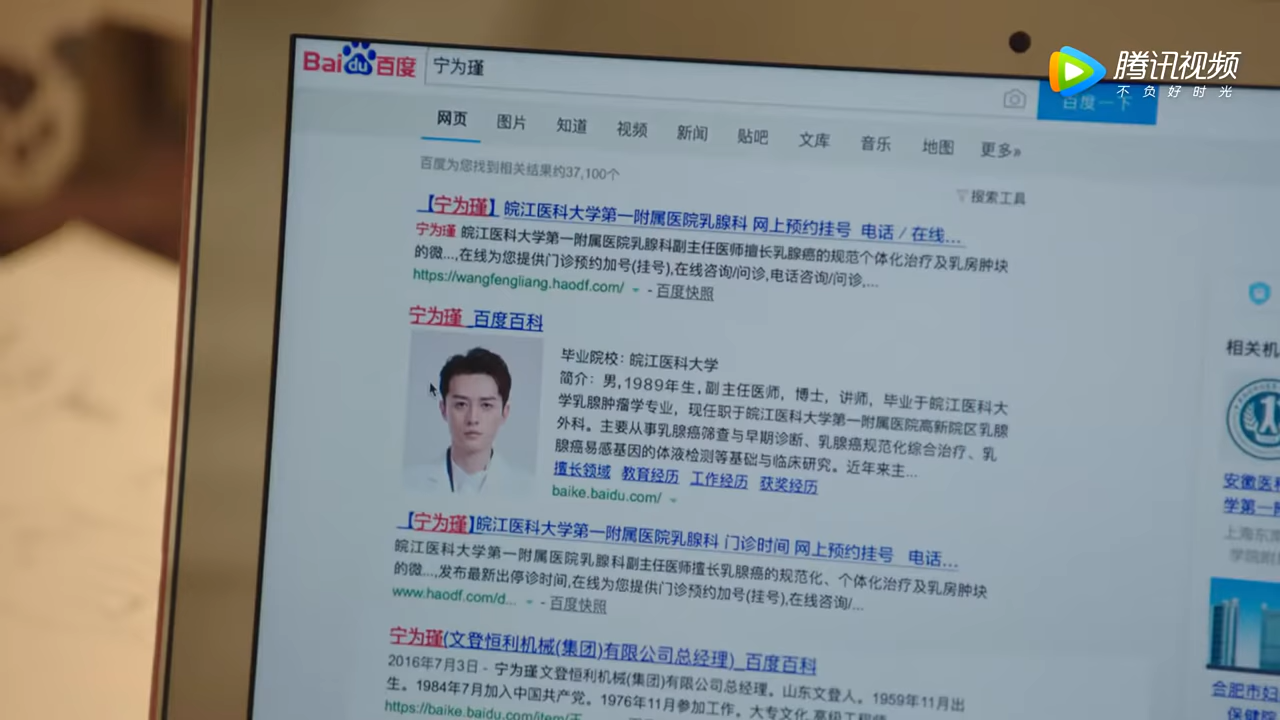 Bai du 百度
宁为瑾
百度一下
腾讯视频
不负好时光
网页 图片 知道 视频 新闻 贴吧 文库 音乐 地图 更多»
百度为您找到相关结果约37,100个
搜索工具
【宁为瑾】皖江医科大学第一附属医院乳腺科 网上预约挂号 电话/在线...
宁为瑾 皖江医科大学第一附属医院乳腺科副主任医师擅长乳腺癌的规范个体化治疗及乳房肿块
的微...,在线为您提供门诊预约加号(挂号),在线咨询/问诊,电话咨询/问诊,...
https://wangfengliang.haodf.com/ - 百度快照
宁为瑾_百度百科
毕业院校：皖江医科大学
简介：男，1989年生，副主任医师，博士，讲师，毕业于皖江医科大
学乳腺肿瘤学专业，现任职于皖江医科大学第一附属医院高新院区乳腺
外科。主要从事乳腺癌筛查与早期诊断、乳腺癌规范化综合治疗、乳
腺癌易感基因的体液检测等基础与临床研究。近年来主...
擅长领域 教育经历 工作经历 获奖经历
baike.baidu.com/
【宁为瑾】皖江医科大学第一附属医院乳腺科 门诊时间 网上预约挂号 电话...
皖江医科大学第一附属医院乳腺科副主任医师擅长乳腺癌的规范化、个体化治疗及乳房肿块
的微...,发布最新出停诊时间,在线为您提供门诊预约加号(挂号),在线咨询/...
www.haodf.com/d... - 百度快照
宁为瑾(文登恒利机械(集团)有限公司总经理)_百度百科
2016年7月3日 - 宁为瑾文登恒利机械(集团)有限公司总经理。山东文登人。1959年11月出
生。1984年7月加入中国共产党。1976年11月参加工作。大专文化,高级工程师
https://baike.baidu.com/item/
相关机
安徽医科
学第一附
上海东
学院附
合肥市妇
保健院